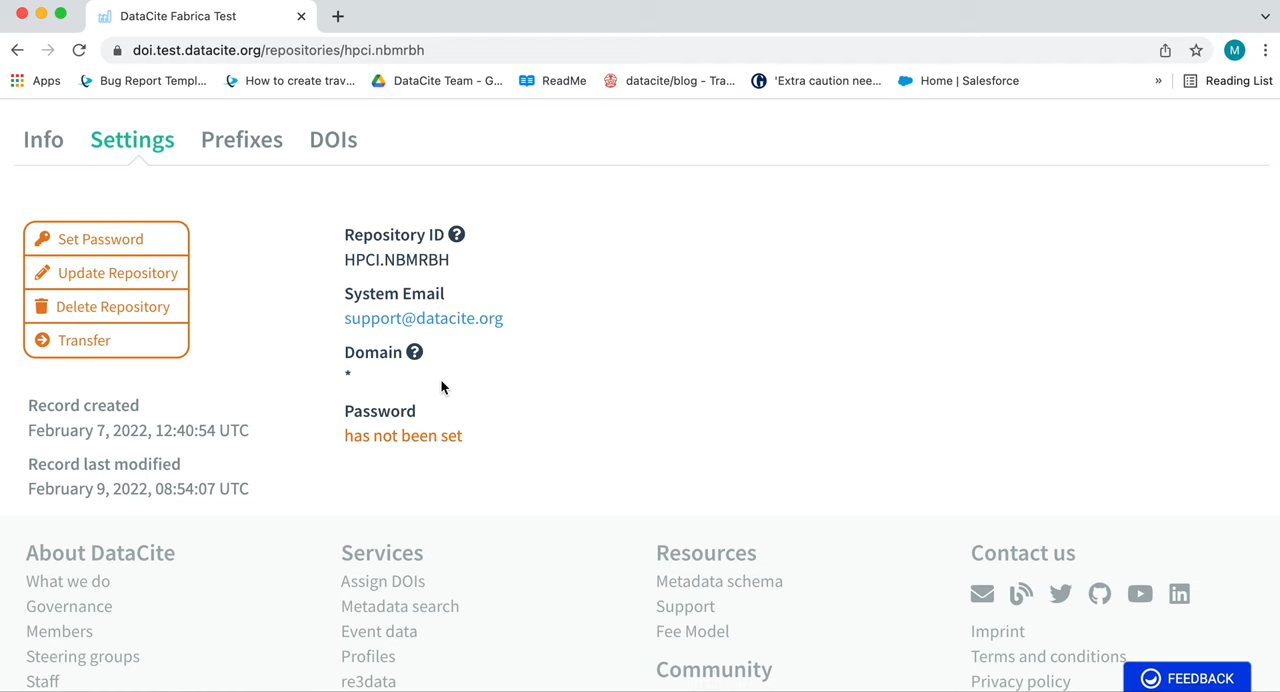 DataCite Fabrica Test
doi.test.datacite.org/repositories/hpci.nbmrbh
M
Apps
Bug Report Templ...
How to create trav...
DataCite Team - G...
ReadMe
datacite/blog - Tra...
'Extra caution nee...
Home | Salesforce
»
Reading List
Info
Settings
Prefixes
DOIs
Set Password
Update Repository
Delete Repository
Transfer
Record created
February 7, 2022, 12:40:54 UTC
Record last modified
February 9, 2022, 08:54:07 UTC
Repository ID ?
HPCI.NBMRBH
System Email
support@datacite.org
Domain ?
*
Password
has not been set
About DataCite
What we do
Governance
Members
Steering groups
Staff
Services
Assign DOIs
Metadata search
Event data
Profiles
re3data
Resources
Metadata schema
Support
Fee Model
Community
Contact us
Imprint
Terms and conditions
Privacy policy
FEEDBACK